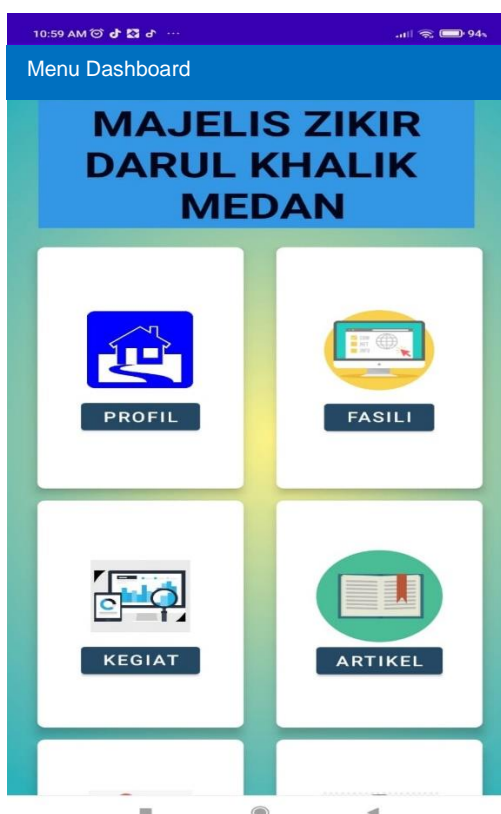 10:59 AM
94%
Menu Dashboard
MAJELIS ZIKIR
DARUL KHALIK
MEDAN
PROFIL
FASILI
KEGIAT
ARTIKEL